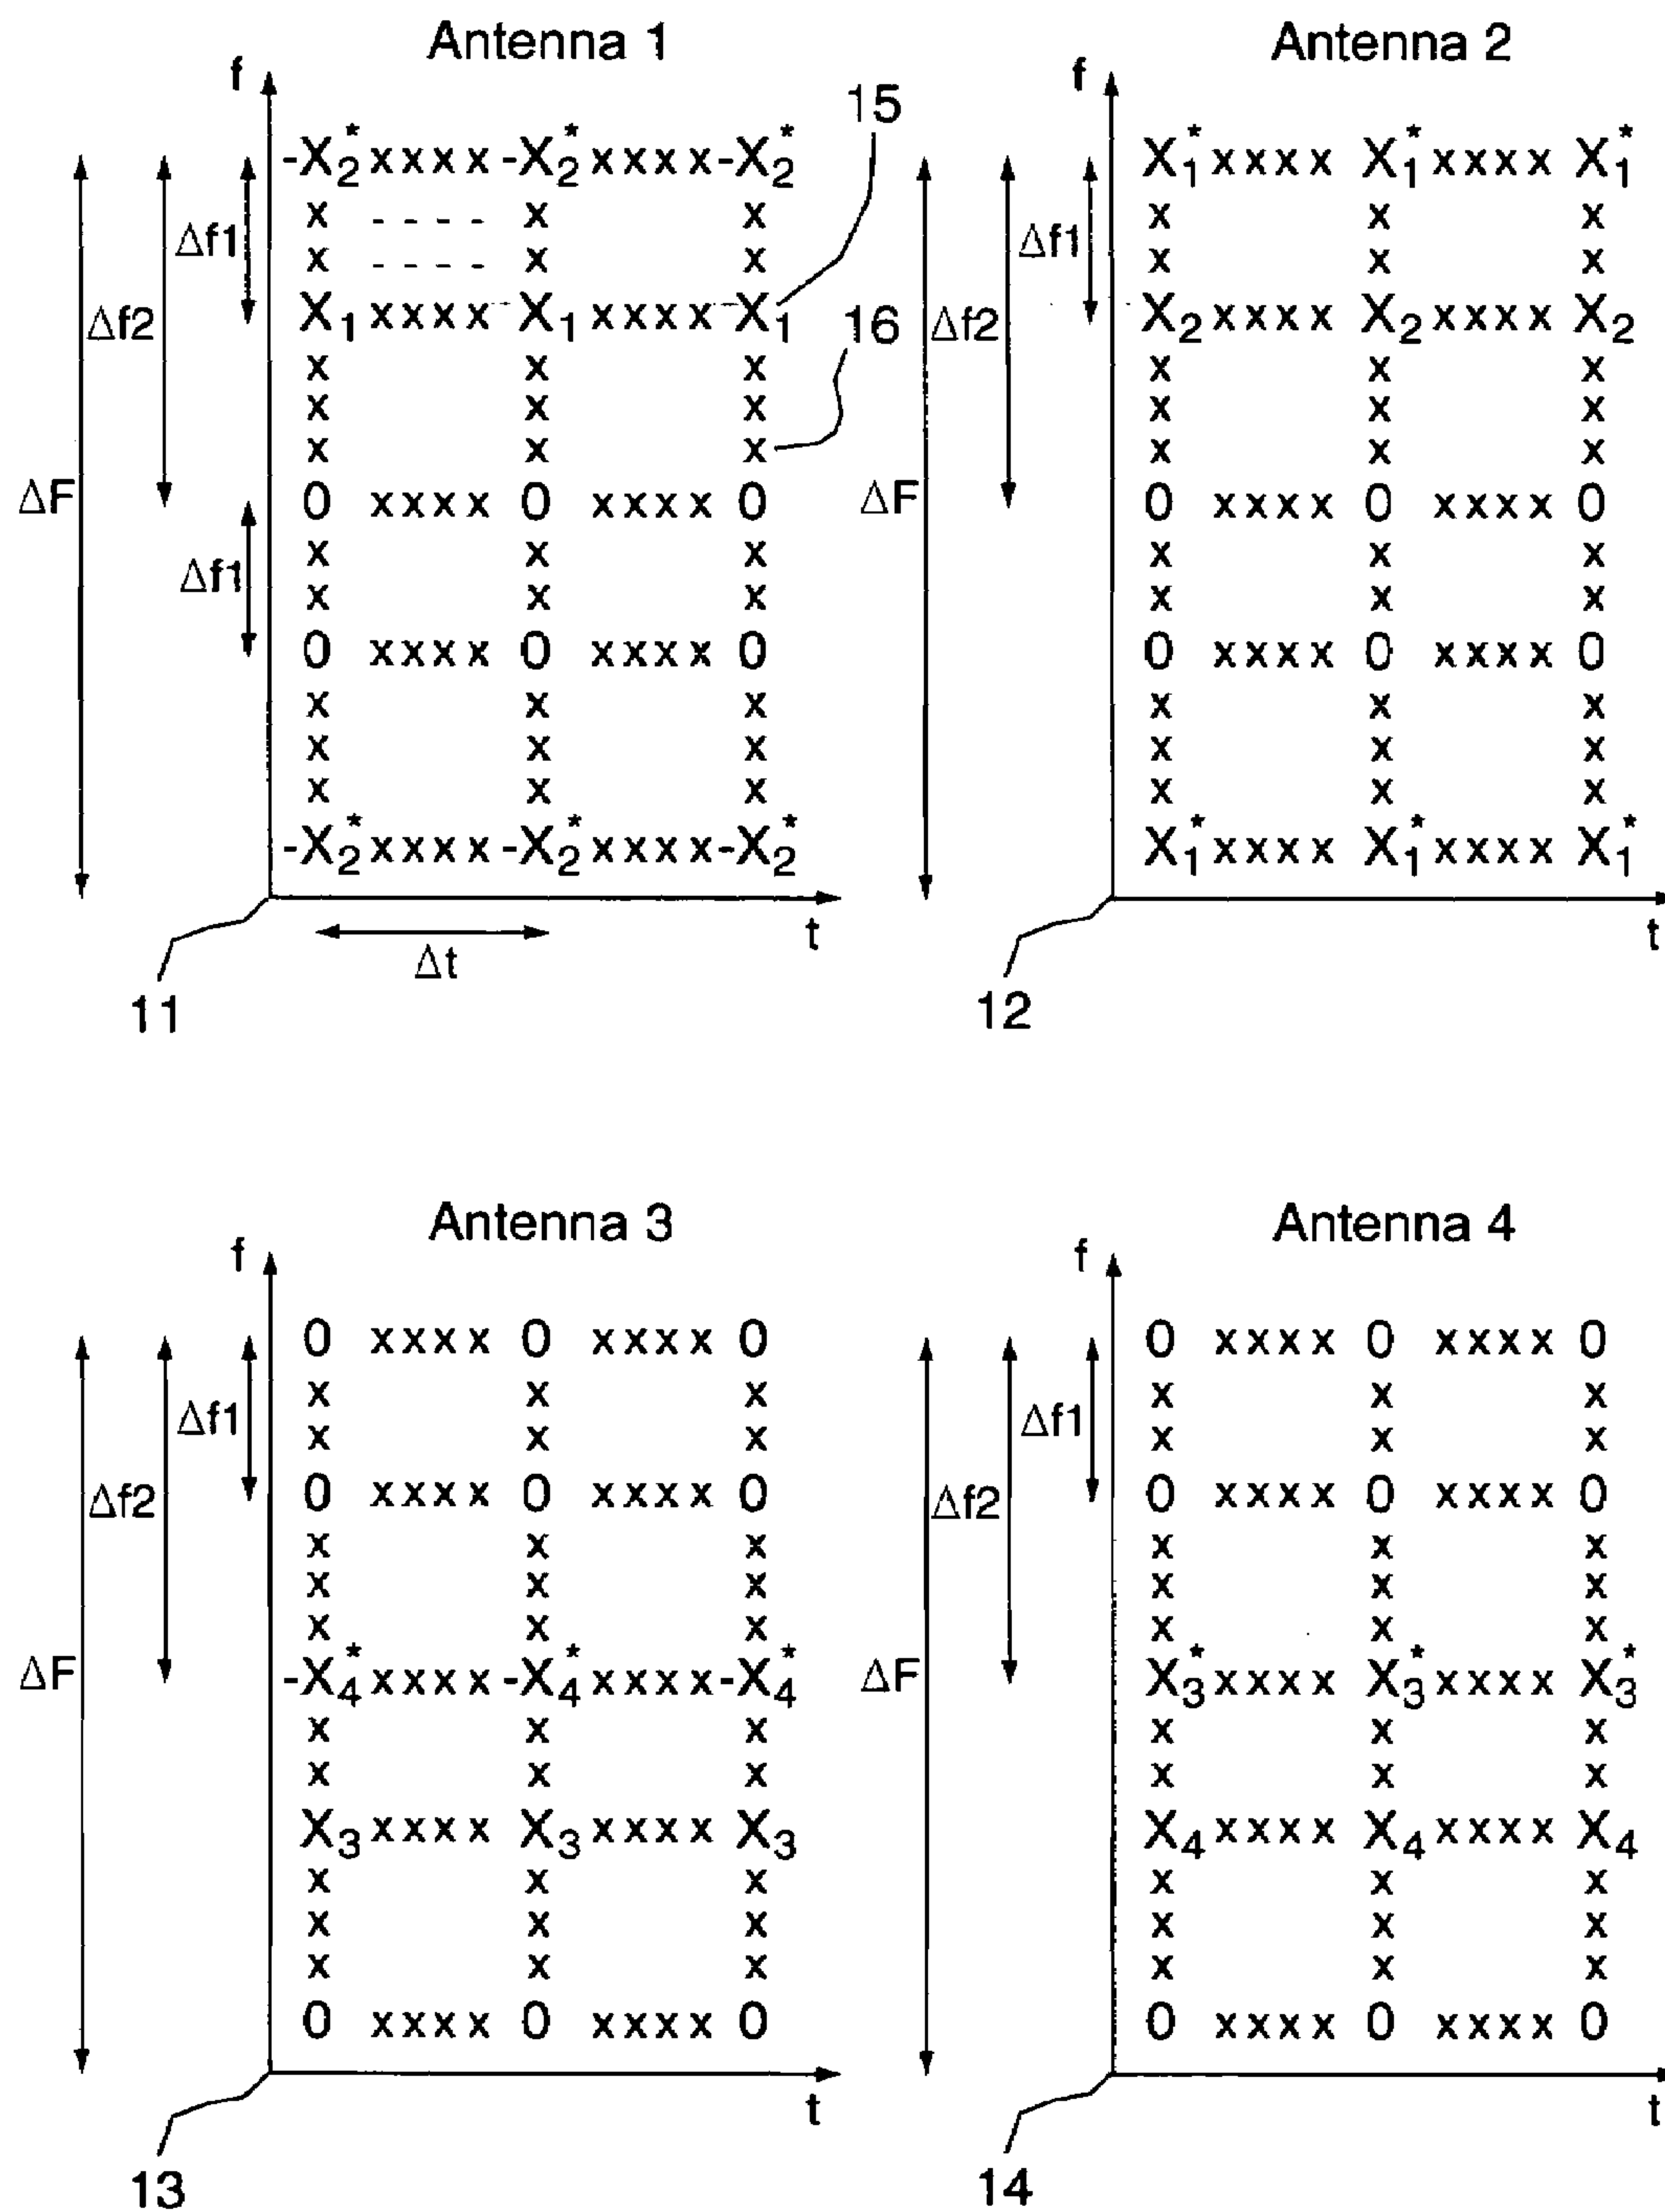 Antenna 1
f
15
-X₂* x x x x -X₂* x x x x -X₂*
x - - - - x x
Δf1
x - - - - x x
X₁ x x x x X₁ x x x x X₁
16
Δf2
x x x
x x x
x x x
ΔF
0 x x x x 0 x x x x 0
x x x
Δf1
x x x
0 x x x x 0 x x x x 0
x x x
x x x
x x x
-X₂* x x x x -X₂* x x x x -X₂*
t
Δt
11
Antenna 2
f
X₁* x x x x X₁* x x x x X₁*
x x x
Δf1
x x x
X₂ x x x x X₂ x x x x X₂
Δf2
x x x
x x x
x x x
ΔF
0 x x x x 0 x x x x 0
x x x
x x x
0 x x x x 0 x x x x 0
x x x
x x x
x x x
X₁* x x x x X₁* x x x x X₁*
t
12
Antenna 3
f
0 x x x x 0 x x x x 0
x x x
Δf1
x x x
0 x x x x 0 x x x x 0
Δf2
x x x
x x x
x x x
ΔF
-X₄* x x x x -X₄* x x x x -X₄*
x x x
x x x
X₃ x x x x X₃ x x x x X₃
x x x
x x x
x x x
0 x x x x 0 x x x x 0
t
13
Antenna 4
f
0 x x x x 0 x x x x 0
x x x
Δf1
x x x
0 x x x x 0 x x x x 0
Δf2
x x x
x x x
x x x
ΔF
X₃* x x x x X₃* x x x x X₃*
x x x
x x x
X₄ x x x x X₄ x x x x X₄
x x x
x x x
x x x
0 x x x x 0 x x x x 0
t
14